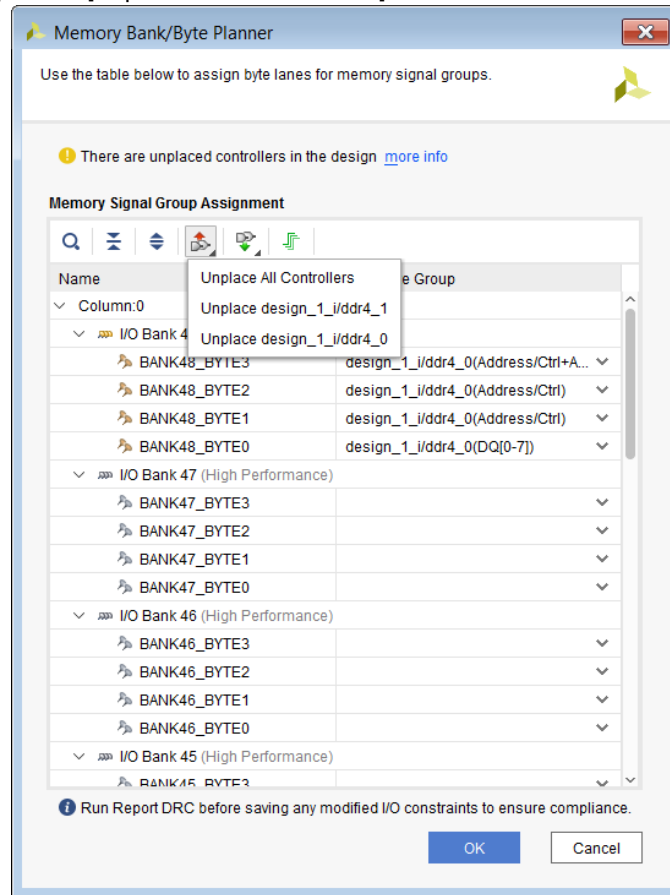 Memory Bank/Byte Planner
Use the table below to assign byte lanes for memory signal groups.
There are unplaced controllers in the design more info
Memory Signal Group Assignment
Unplace All Controllers
Unplace design_1_i/ddr4_1
Unplace design_1_i/ddr4_0
Name e Group
Column:0
I/O Bank 4
BANK48_BYTE3 design_1_i/ddr4_0(Address/Ctrl+A...
BANK48_BYTE2 design_1_i/ddr4_0(Address/Ctrl)
BANK48_BYTE1 design_1_i/ddr4_0(Address/Ctrl)
BANK48_BYTE0 design_1_i/ddr4_0(DQ[0-7])
I/O Bank 47 (High Performance)
BANK47_BYTE3
BANK47_BYTE2
BANK47_BYTE1
BANK47_BYTE0
I/O Bank 46 (High Performance)
BANK46_BYTE3
BANK46_BYTE2
BANK46_BYTE1
BANK46_BYTE0
I/O Bank 45 (High Performance)
BANK45_BYTE3
Run Report DRC before saving any modified I/O constraints to ensure compliance.
OK Cancel